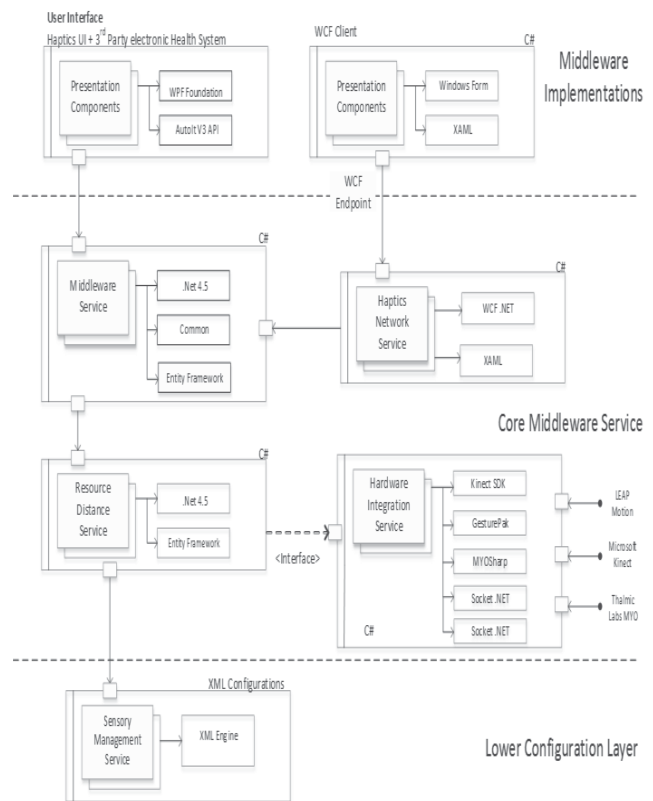 User Interface
Haptics UI + 3rd Party electronic Health System
Presentation
Components
WPF Foundation
AutoIt V3 API
WCF Client
C#
Presentation
Components
Windows Form
XAML
Middleware
Implementations
WCF
Endpoint
C#
Middleware
Service
.Net 4.5
Common
Entity Framework
C#
Haptics
Network
Service
WCF .NET
XAML
Core Middleware Service
C#
Resource
Distance
Service
.Net 4.5
Entity Framework
<Interface>
Hardware
Integration
Service
Kinect SDK
GesturePak
MYOSharp
Socket .NET
Socket .NET
C#
LEAP
Motion
Microsoft
Kinect
Thalmic
Labs MYO
XML Configurations
Sensory
Management
Service
XML Engine
Lower Configuration Layer